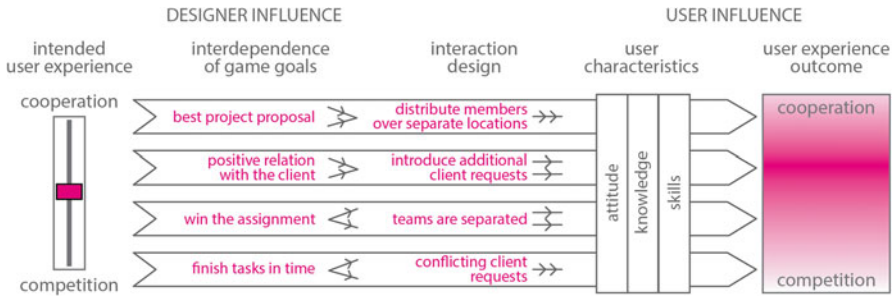 DESIGNER INFLUENCE
USER INFLUENCE
intended
user experience
interdependence
of game goals
interaction
design
user
characteristics
user experience
outcome
cooperation
competition
best project proposal
distribute members
over separate locations
positive relation
with the client
introduce additional
client requests
win the assignment
teams are separated
finish tasks in time
conflicting client
requests
attitude
knowledge
skills
cooperation
competition